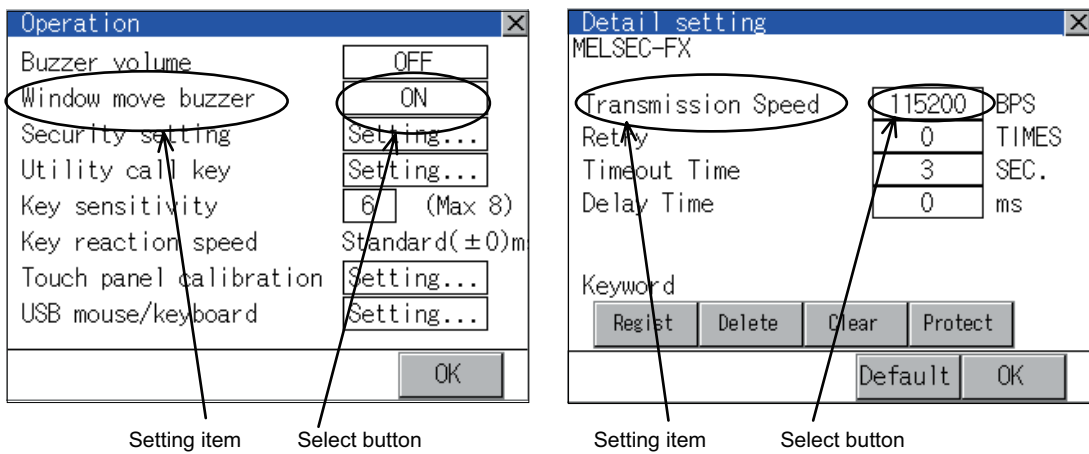 Operation
Buzzer volume OFF
Window move buzzer ON
Security setting Setting...
Utility call key Setting...
Key sensitivity 6 (Max 8)
Key reaction speed Standard(±0)m
Touch panel calibration Setting...
USB mouse/keyboard Setting...
OK
Setting item Select button
Detail setting
MELSEC-FX
Transmission Speed 115200 BPS
Retry 0 TIMES
Timeout Time 3 SEC.
Delay Time 0 ms
Keyword
Regist Delete Clear Protect
Default OK
Setting item Select button